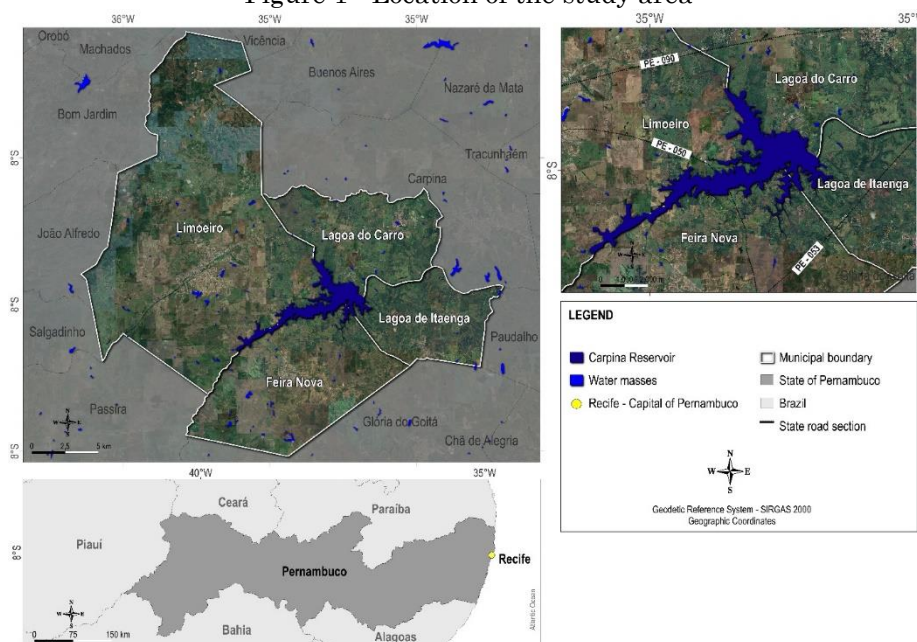 Figure 1 - Location of the study area
36°W 36°W 35°W
Orobó
Machados
Vicência
Buenos Aires
Nazaré da Mata
Bom Jardim
Tracunhaém
8°S
Carpina
João Alfredo
Limoeiro
Lagoa do Carro
8°S
Salgadinho
Lagoa de Itaenga
Paudalho
Feira Nova
Passira
Glória do Goitá
Chã de Alegria
N
W E
S
0 2,5 5 km
8°S
35°W 35°W
PE - 090
Lagoa do Carro
Limoeiro
PE - 050
8°S
Lagoa de Itaenga
Feira Nova
PE - 053
N
W E
S
LEGEND
Carpina Reservoir
Water masses
Recife - Capital of Pernambuco
Municipal boundary
State of Pernambuco
Brazil
State road section
N
W E
S
Geodetic Reference System - SIRGAS 2000
Geographic Coordinates
40°W 35°W
Ceará
Paraíba
Piauí
8°S
Recife
Pernambuco
N
W E
S
Bahia
Alagoas
Atlantic Ocean
0 75 150 km